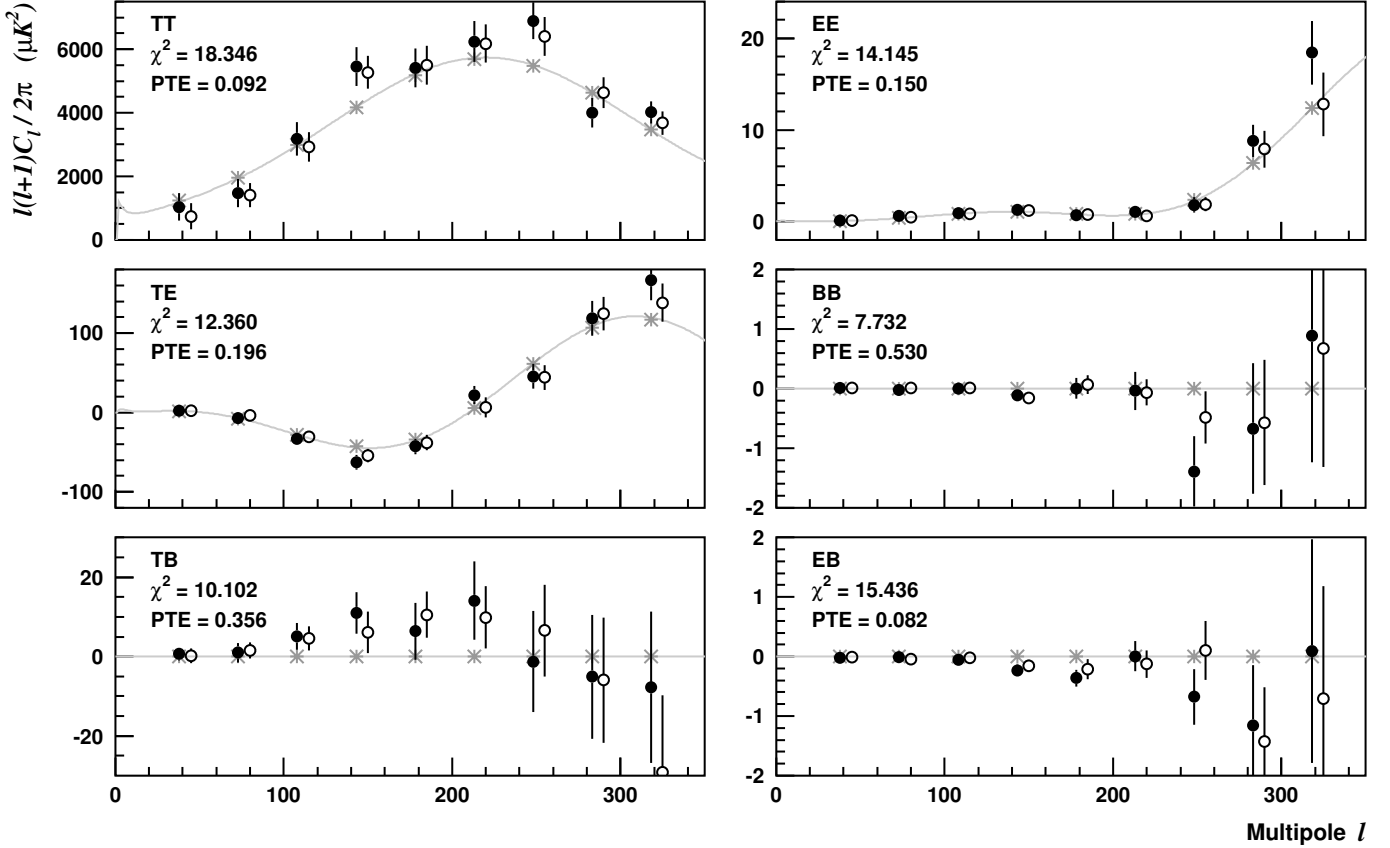 l(l+1)C_l / 2π (μK²)
TT
χ² = 18.346
PTE = 0.092
6000
4000
2000
0
EE
χ² = 14.145
PTE = 0.150
20
10
0
TE
χ² = 12.360
PTE = 0.196
100
0
-100
BB
χ² = 7.732
PTE = 0.530
2
1
0
-1
-2
TB
χ² = 10.102
PTE = 0.356
20
0
-20
0 100 200 300
EB
χ² = 15.436
PTE = 0.082
2
1
0
-1
-2
0 100 200 300
Multipole l